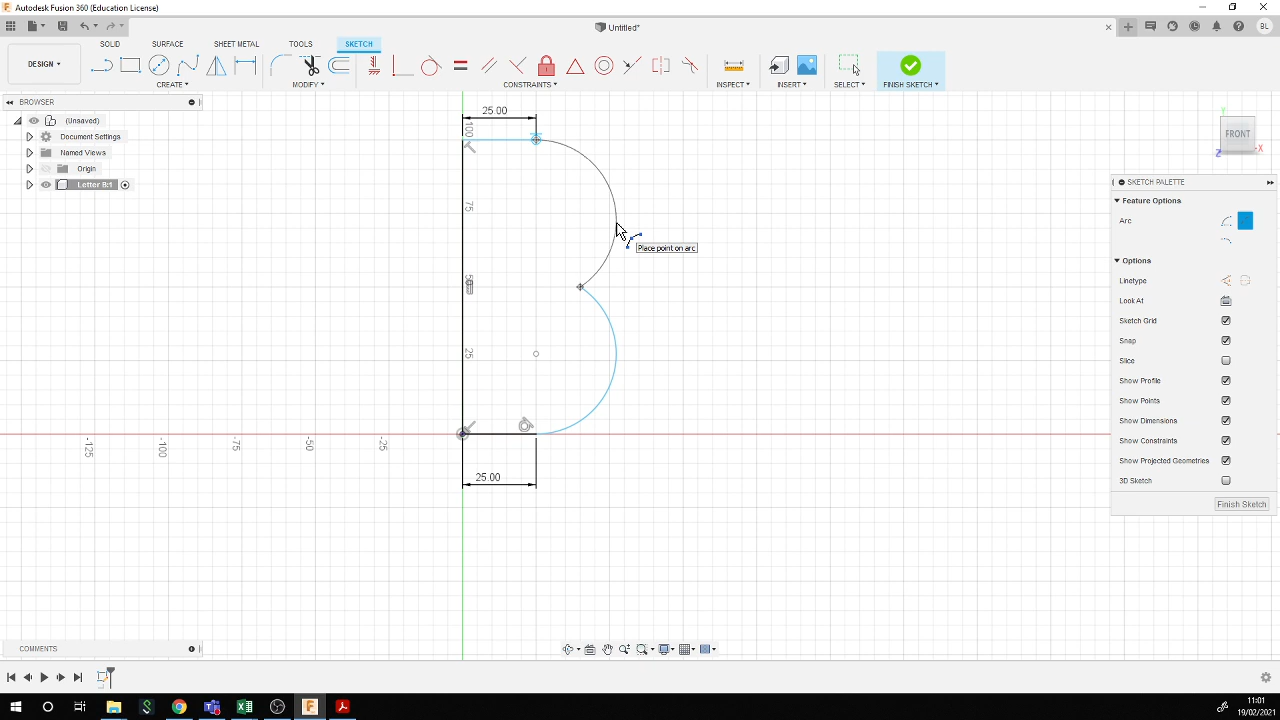 Autodesk Fusion 360 (Education License)
Untitled*
BL
DESIGN
SOLID
SURFACE
SHEET METAL
TOOLS
SKETCH
CREATE
MODIFY
CONSTRAINTS
INSPECT
INSERT
SELECT
FINISH SKETCH
BROWSER
(Unsaved)
Document Settings
Named Views
Origin
Letter B:1
25.00
100
75
50
25
Place point on arc
-125
-100
-75
-50
-25
25.00
Y
FRONT
Z
X
SKETCH PALETTE
Feature Options
Arc
Options
Linetype
Look At
Sketch Grid
Snap
Slice
Show Profile
Show Points
Show Dimensions
Show Constraints
Show Projected Geometries
3D Sketch
Finish Sketch
COMMENTS
11:01
19/02/2021